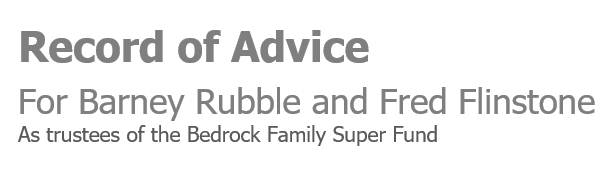 Record of Advice
For Barney Rubble and Fred Flinstone
As trustees of the Bedrock Family Super Fund